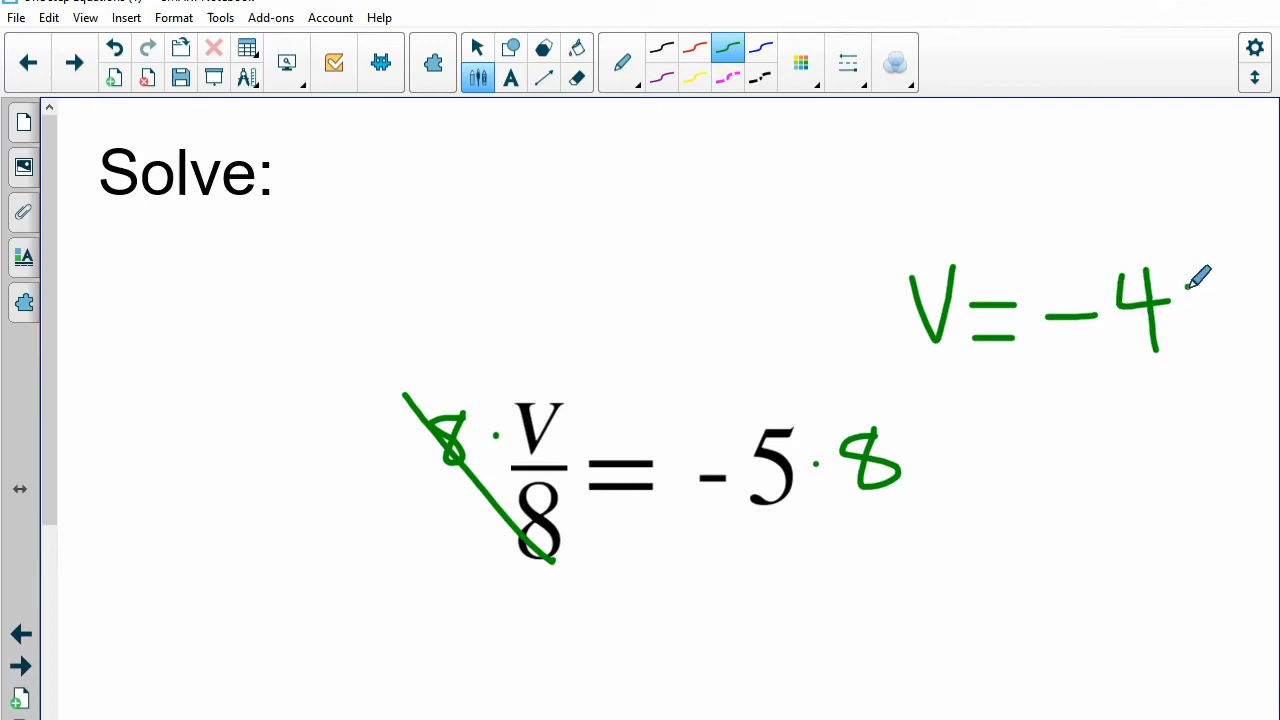 File Edit View Insert Format Tools Add-ons Account Help
Solve:
V = - 4
8 · V/8 = - 5 · 8